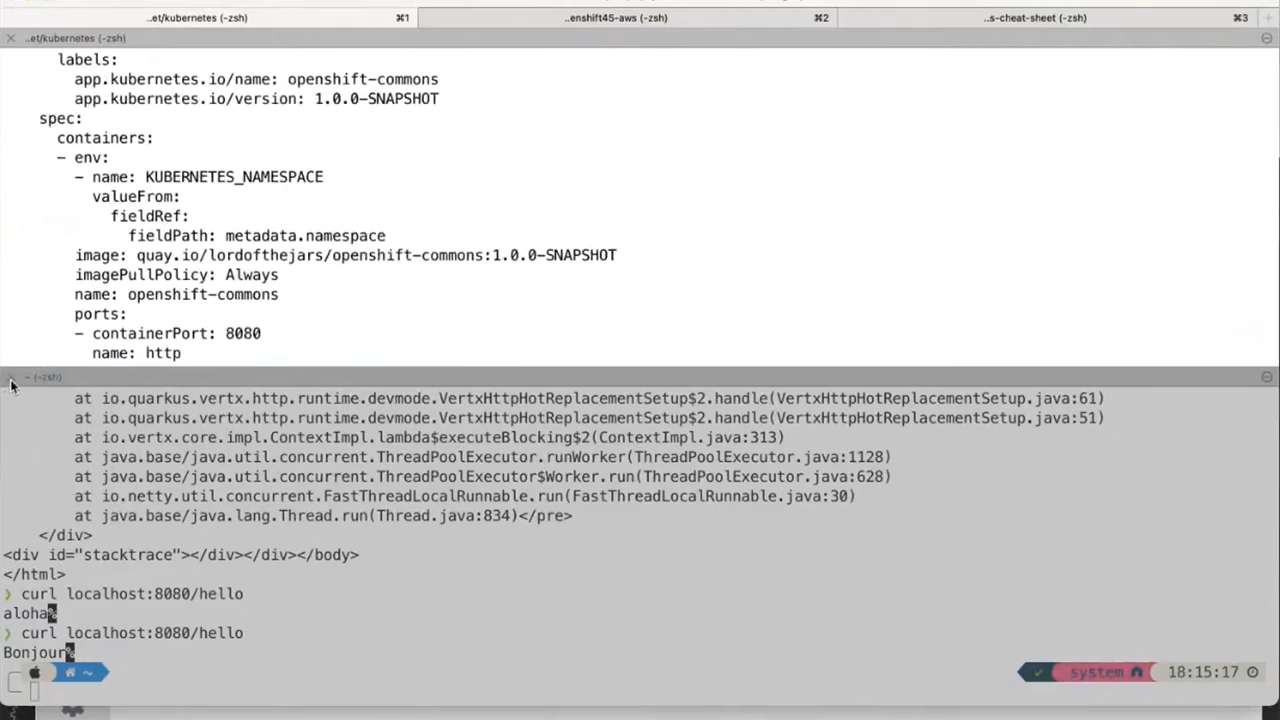 ..et/kubernetes (-zsh) ⌘1 ..enshift45-aws (-zsh) ⌘2 ..s-cheat-sheet (-zsh) ⌘3
..et/kubernetes (-zsh)
labels:
app.kubernetes.io/name: openshift-commons
app.kubernetes.io/version: 1.0.0-SNAPSHOT
spec:
containers:
- env:
- name: KUBERNETES_NAMESPACE
valueFrom:
fieldRef:
fieldPath: metadata.namespace
image: quay.io/lordofthejars/openshift-commons:1.0.0-SNAPSHOT
imagePullPolicy: Always
name: openshift-commons
ports:
- containerPort: 8080
name: http
~ (-zsh)
at io.quarkus.vertx.http.runtime.devmode.VertxHttpHotReplacementSetup$2.handle(VertxHttpHotReplacementSetup.java:61)
at io.quarkus.vertx.http.runtime.devmode.VertxHttpHotReplacementSetup$2.handle(VertxHttpHotReplacementSetup.java:51)
at io.vertx.core.impl.ContextImpl.lambda$executeBlocking$2(ContextImpl.java:313)
at java.base/java.util.concurrent.ThreadPoolExecutor.runWorker(ThreadPoolExecutor.java:1128)
at java.base/java.util.concurrent.ThreadPoolExecutor$Worker.run(ThreadPoolExecutor.java:628)
at io.netty.util.concurrent.FastThreadLocalRunnable.run(FastThreadLocalRunnable.java:30)
at java.base/java.lang.Thread.run(Thread.java:834)</pre>
</div>
<div id="stacktrace"></div></div></body>
</html>
❯ curl localhost:8080/hello
aloha%
❯ curl localhost:8080/hello
Bonjour%
~ ✓ system 18:15:17